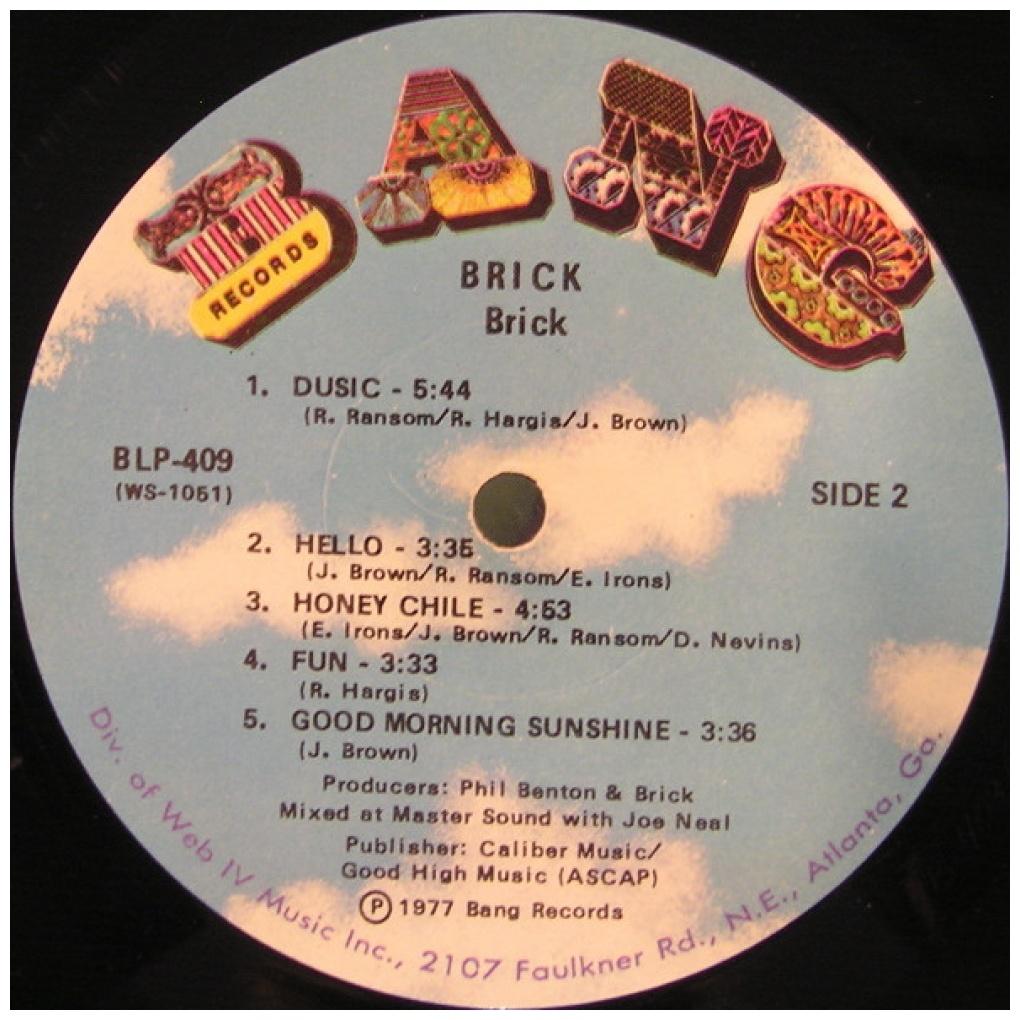 BANG
RECORDS
BRICK
Brick
1. DUSIC - 5:44
(R. Ransom/R. Hargis/J. Brown)
BLP-409
(WS-1051)
SIDE 2
2. HELLO - 3:35
(J. Brown/R. Ransom/E. Irons)
3. HONEY CHILE - 4:53
(E. Irons/J. Brown/R. Ransom/D. Nevins)
4. FUN - 3:33
(R. Hargis)
5. GOOD MORNING SUNSHINE - 3:36
(J. Brown)
Producers: Phil Benton & Brick
Mixed at Master Sound with Joe Neal
Publisher: Caliber Music/
Good High Music (ASCAP)
℗ 1977 Bang Records
Div. of Web IV Music Inc., 2107 Faulkner Rd., N.E., Atlanta, Ga.